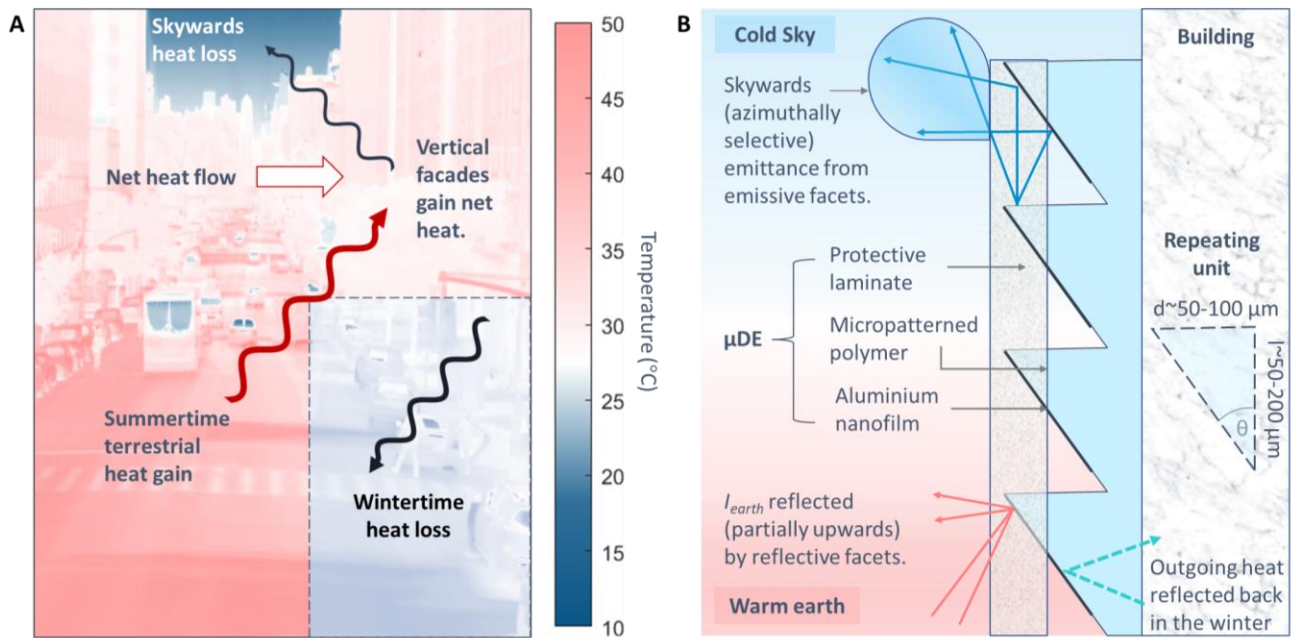 A
Skywards
heat loss
Net heat flow
Vertical
facades
gain net
heat.
Summertime
terrestrial
heat gain
Wintertime
heat loss
50
45
40
35
30
25
20
15
10
Temperature (°C)
B
Cold Sky
Skywards
(azimuthally
selective)
emittance from
emissive facets.
μDE
Protective
laminate
Micropatterned
polymer
Aluminium
nanofilm
I_earth reflected
(partially upwards)
by reflective facets.
Warm earth
Building
Repeating
unit
d~50-100 μm
l~50-200 μm
θ
Outgoing heat
reflected back
in the winter